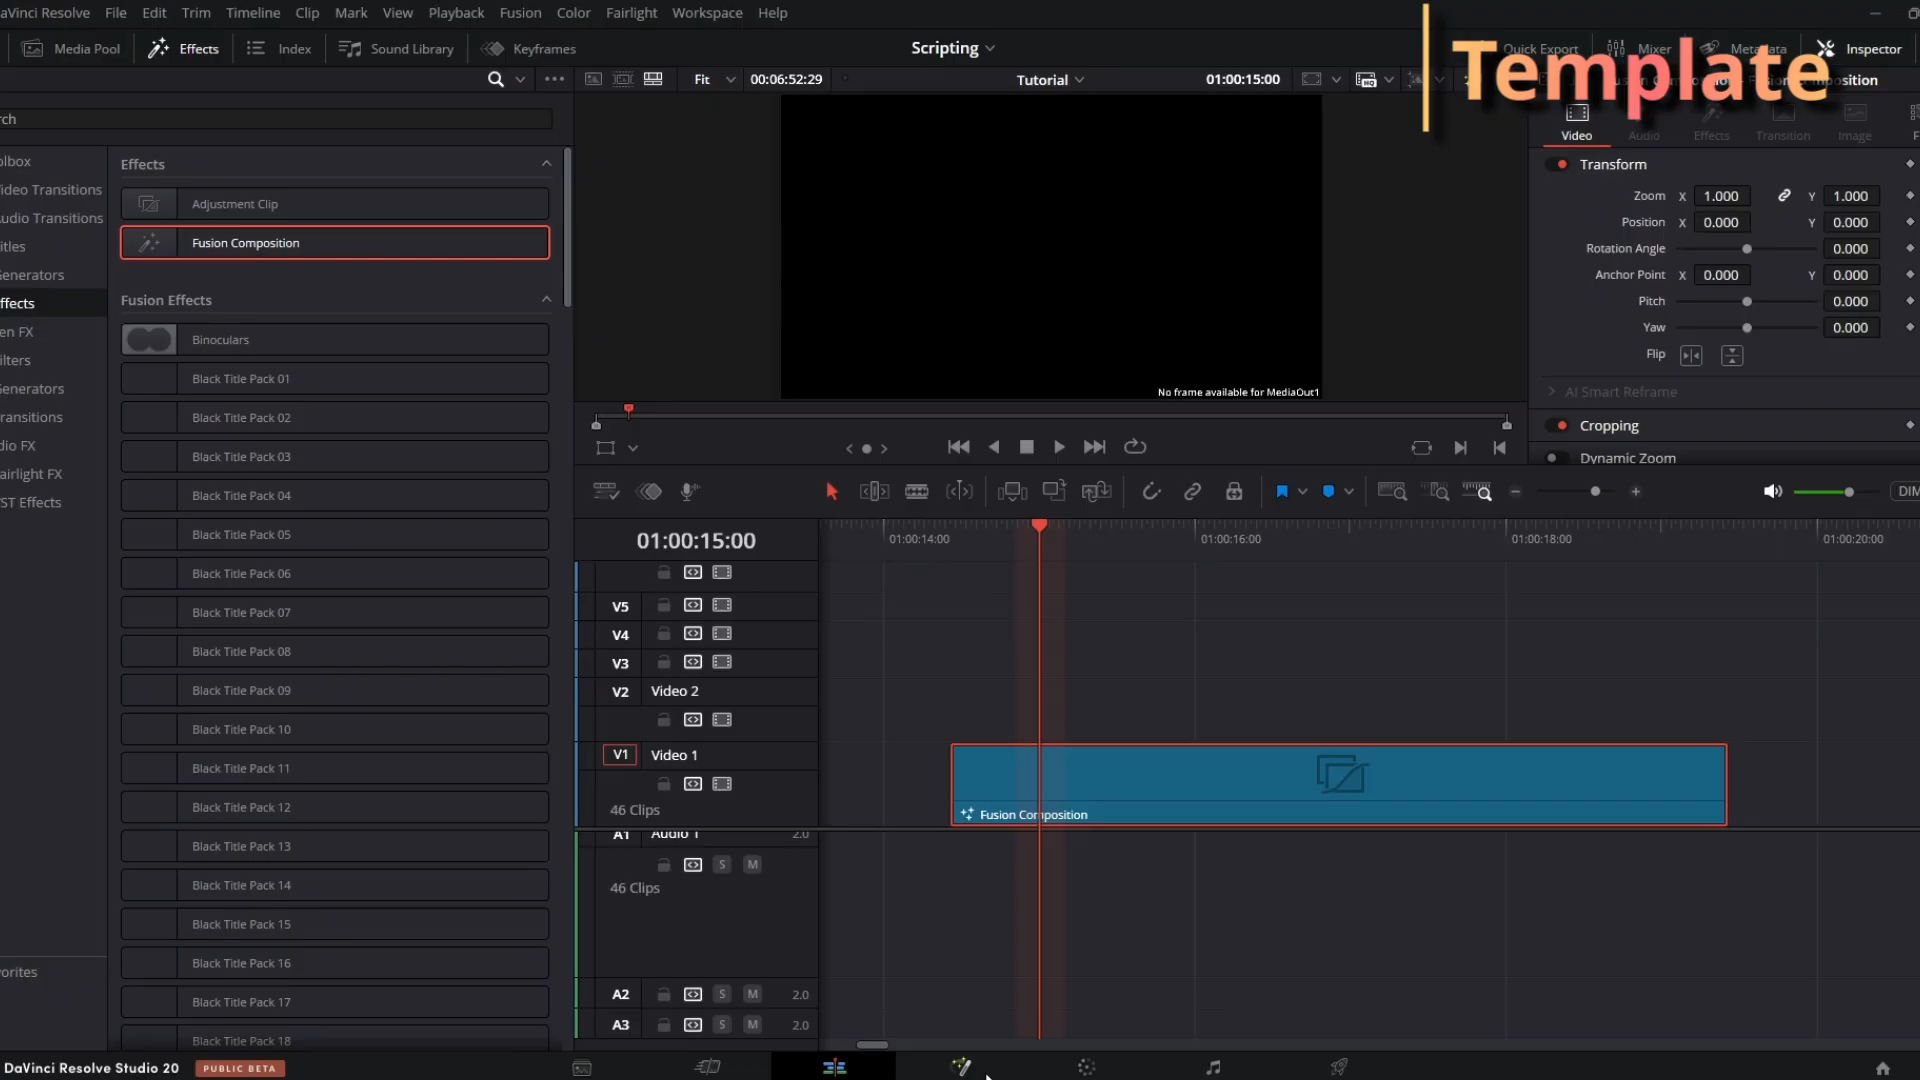 aVinci Resolve File Edit Trim Timeline Clip Mark View Playback Fusion Color Fairlight Workspace Help
Media Pool Effects Index Sound Library Keyframes Scripting Quick Export Mixer Metadata Inspector
Template
Fit 00:06:52:29 Tutorial 01:00:15:00
rch
olbox
ideo Transitions
udio Transitions
itles
Generators
ffects
en FX
ilters
Generators
ransitions
dio FX
airlight FX
ST Effects
orites
Effects
Adjustment Clip
Fusion Composition
Fusion Effects
Binoculars
Black Title Pack 01
Black Title Pack 02
Black Title Pack 03
Black Title Pack 04
Black Title Pack 05
Black Title Pack 06
Black Title Pack 07
Black Title Pack 08
Black Title Pack 09
Black Title Pack 10
Black Title Pack 11
Black Title Pack 12
Black Title Pack 13
Black Title Pack 14
Black Title Pack 15
Black Title Pack 16
Black Title Pack 17
Black Title Pack 18
No frame available for MediaOut1
Video Audio Effects Transition Image F
Transform
Zoom X 1.000 Y 1.000
Position X 0.000 Y 0.000
Rotation Angle 0.000
Anchor Point X 0.000 Y 0.000
Pitch 0.000
Yaw 0.000
Flip
AI Smart Reframe
Cropping
Dynamic Zoom
DIM
01:00:15:00
01:00:14:00 01:00:16:00 01:00:18:00 01:00:20:00
V5
V4
V3
V2 Video 2
V1 Video 1
46 Clips
Fusion Composition
A1 Audio 1 2.0
S M
46 Clips
A2 S M 2.0
A3 S M 2.0
DaVinci Resolve Studio 20 PUBLIC BETA